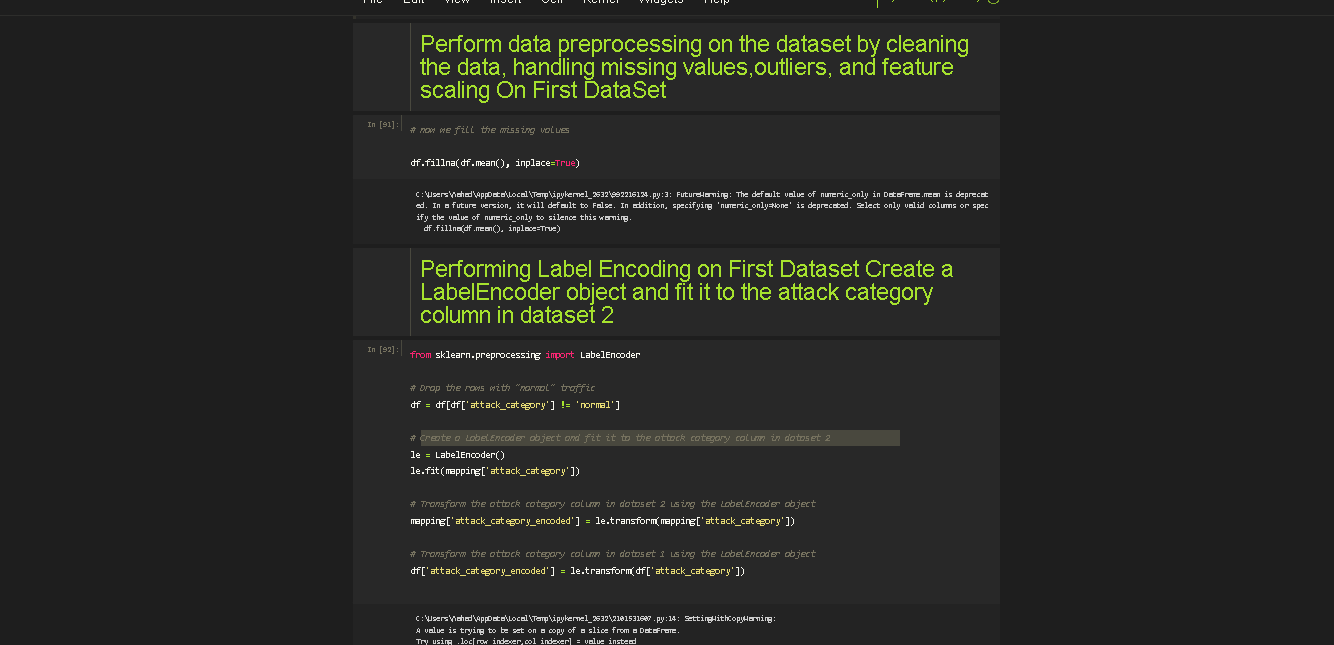 File Edit View Insert Cell Kernel Widgets Help
Perform data preprocessing on the dataset by cleaning
the data, handling missing values,outliers, and feature
scaling On First DataSet
In [91]:
# now we fill the missing values
df.fillna(df.mean(), inplace=True)
C:\Users\fahad\AppData\Local\Temp\ipykernel_2632\992216124.py:3: FutureWarning: The default value of numeric_only in DataFrame.mean is deprecat
ed. In a future version, it will default to False. In addition, specifying 'numeric_only=None' is deprecated. Select only valid columns or spec
ify the value of numeric_only to silence this warning.
df.fillna(df.mean(), inplace=True)
Performing Label Encoding on First Dataset Create a
LabelEncoder object and fit it to the attack category
column in dataset 2
In [92]:
from sklearn.preprocessing import LabelEncoder
# Drop the rows with "normal" traffic
df = df[df['attack_category'] != 'normal']
# Create a LabelEncoder object and fit it to the attack category column in dataset 2
le = LabelEncoder()
le.fit(mapping['attack_category'])
# Transform the attack category column in dataset 2 using the LabelEncoder object
mapping['attack_category_encoded'] = le.transform(mapping['attack_category'])
# Transform the attack category column in dataset 1 using the LabelEncoder object
df['attack_category_encoded'] = le.transform(df['attack_category'])
C:\Users\fahad\AppData\Local\Temp\ipykernel_2632\2101531607.py:14: SettingWithCopyWarning:
A value is trying to be set on a copy of a slice from a DataFrame.
Try using .loc[row_indexer,col_indexer] = value instead